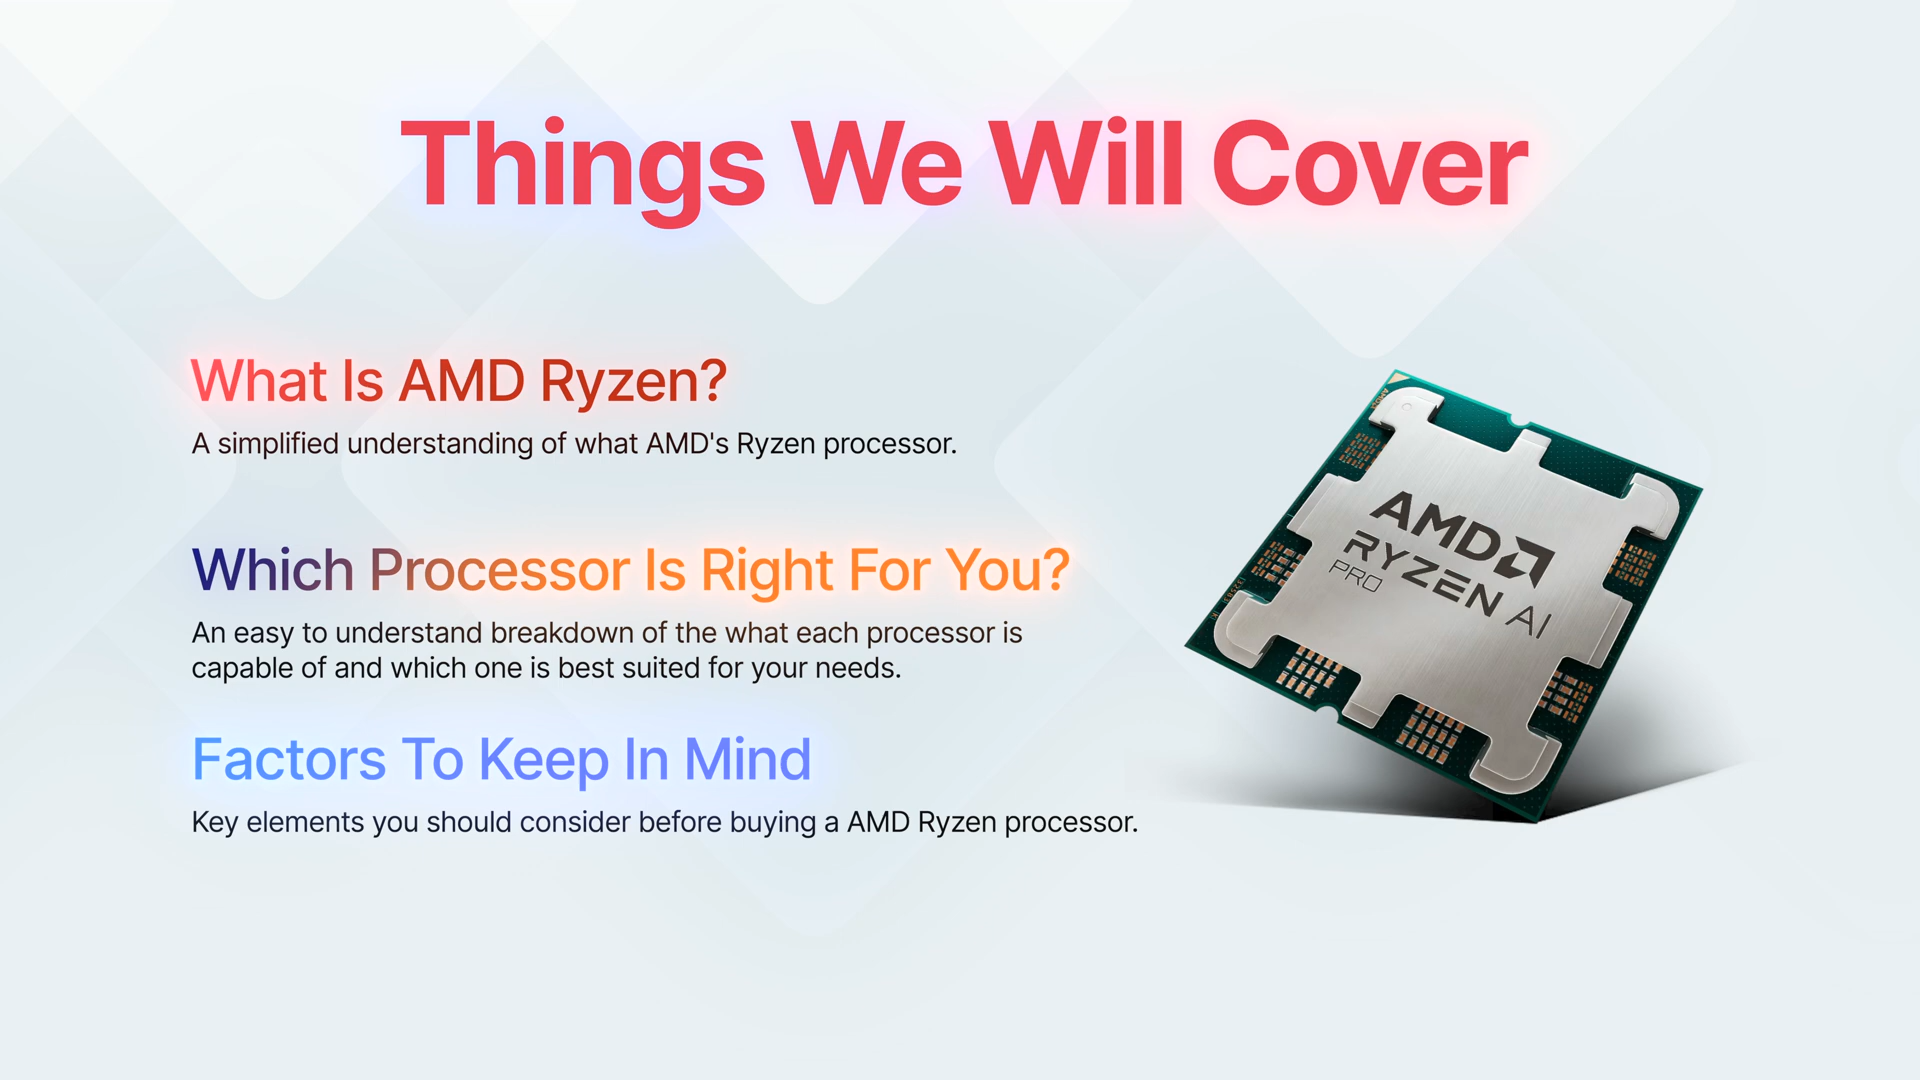 Things We Will Cover
What Is AMD Ryzen?
A simplified understanding of what AMD's Ryzen processor.
Which Processor Is Right For You?
An easy to understand breakdown of the what each processor is
capable of and which one is best suited for your needs.
Factors To Keep In Mind
Key elements you should consider before buying a AMD Ryzen processor.
AMD
RYZEN AI
PRO